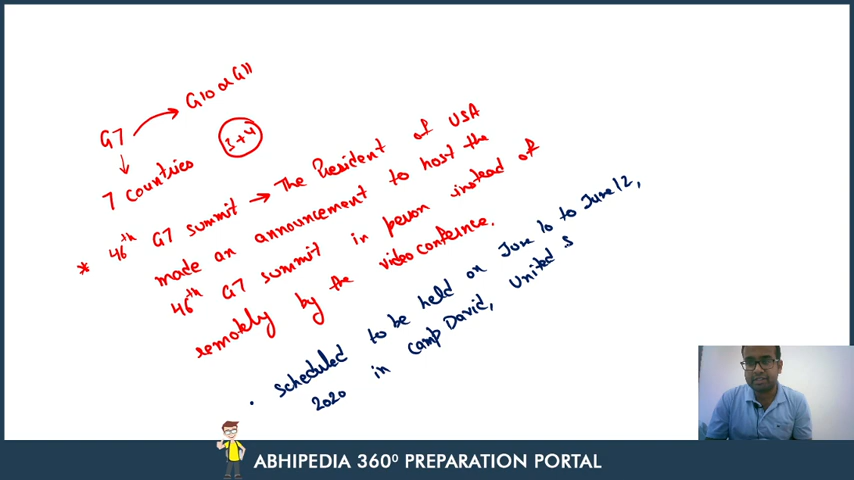 G7 → G10 or G11
↓
7 countries
3+4
* 46th G7 summit → The President of USA
made an announcement to host the
46th G7 summit in person instead of
remotely by the video conference.
. Scheduled to be held on June 10 to June 12,
2020 in Camp David, United S
ABHIPEDIA 360º PREPARATION PORTAL